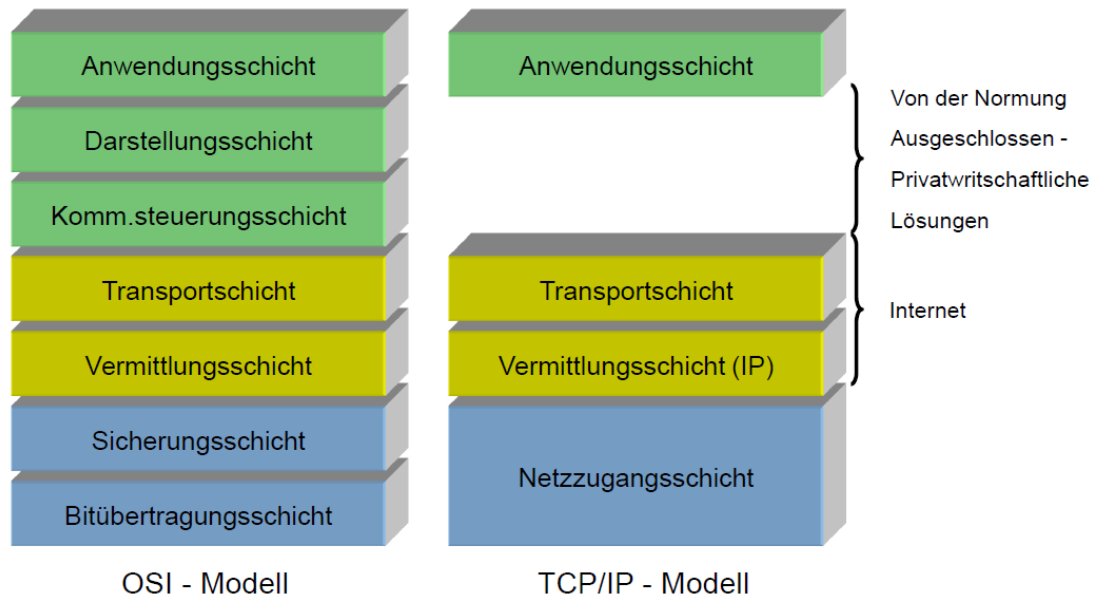 Anwendungsschicht
Darstellungsschicht
Komm.steuerungsschicht
Transportschicht
Vermittlungsschicht
Sicherungsschicht
Bitübertragungsschicht
OSI - Modell
Anwendungsschicht
Transportschicht
Vermittlungsschicht (IP)
Netzzugangsschicht
TCP/IP - Modell
Von der Normung
Ausgeschlossen -
Privatwritschaftliche
Lösungen
Internet